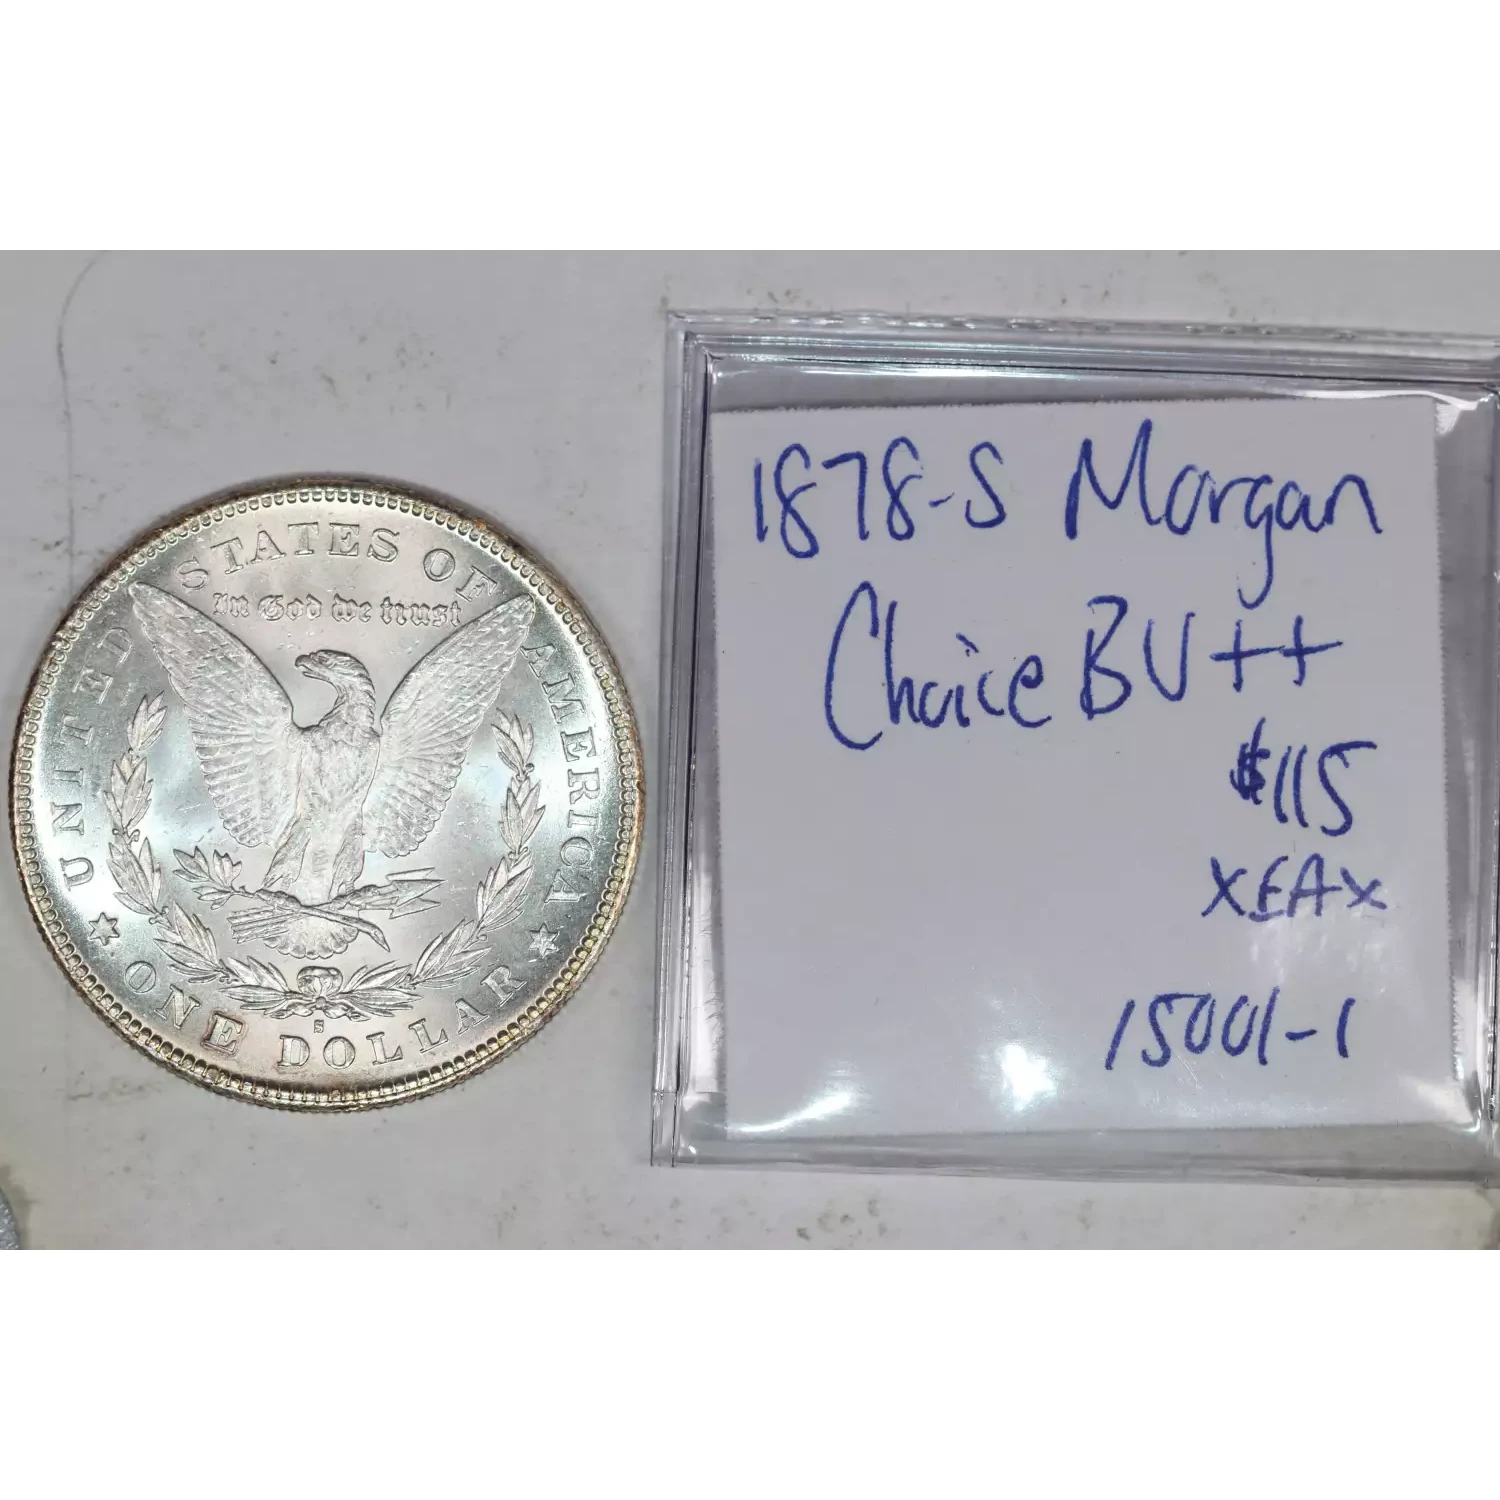 UNITED STATES OF AMERICA
In God we trust
S
ONE DOLLAR
1878-S Morgan
Choice BU++
$115
XEAX
15001-1